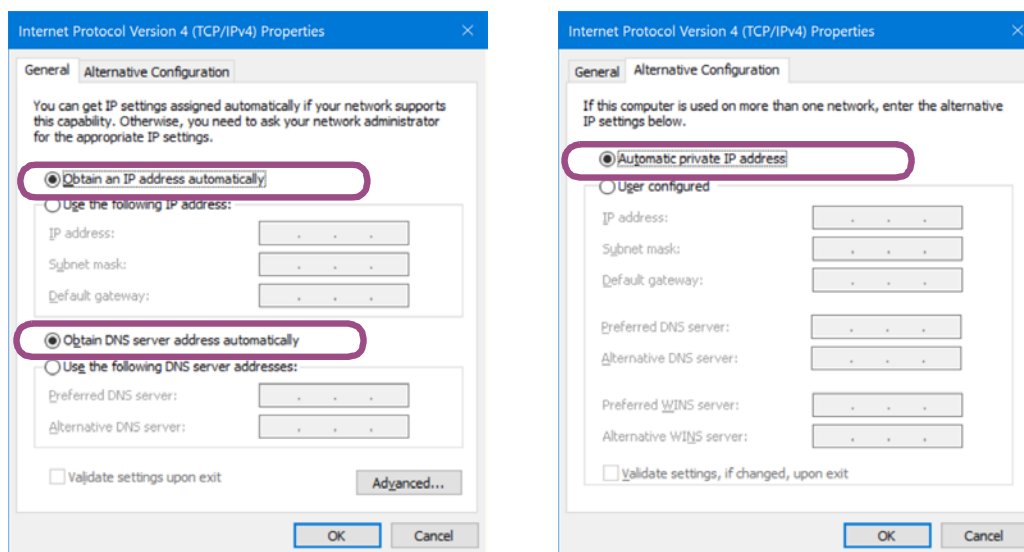 Internet Protocol Version 4 (TCP/IPv4) Properties
General
Alternative Configuration
You can get IP settings assigned automatically if your network supports
this capability. Otherwise, you need to ask your network administrator
for the appropriate IP settings.
Obtain an IP address automatically
Use the following IP address:
IP address:
Subnet mask:
Default gateway:
Obtain DNS server address automatically
Use the following DNS server addresses:
Preferred DNS server:
Alternative DNS server:
Validate settings upon exit
Advanced...
OK
Cancel
Internet Protocol Version 4 (TCP/IPv4) Properties
General
Alternative Configuration
If this computer is used on more than one network, enter the alternative
IP settings below.
Automatic private IP address
User configured
IP address:
Subnet mask:
Default gateway:
Preferred DNS server:
Alternative DNS server:
Preferred WINS server:
Alternative WINS server:
Validate settings, if changed, upon exit
OK
Cancel